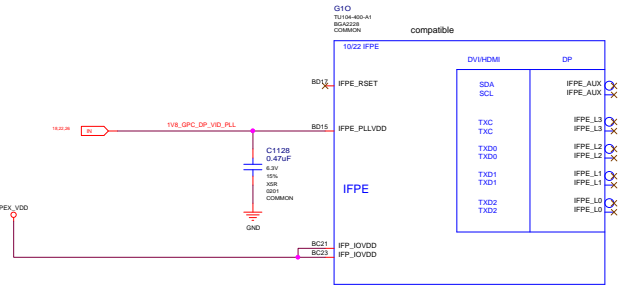 G1O
TU104-400-A1
BGA2228
COMMON
compatible
10/22 IFPE
DVI/HDMI
DP
BD17
IFPE_RSET
SDA
SCL
IFPE_AUX
IFPE_AUX
18,22,26
IN
1V8_GPC_DP_VID_PLL
BD15
IFPE_PLLVDD
TXC
TXC
IFPE_L3
IFPE_L3
TXD0
TXD0
IFPE_L2
IFPE_L2
C1128
0.47uF
6.3V
15%
X5R
0201
COMMON
GND
IFPE
TXD1
TXD1
IFPE_L1
IFPE_L1
TXD2
TXD2
IFPE_L0
IFPE_L0
PEX_VDD
BC21
IFP_IOVDD
BC23
IFP_IOVDD